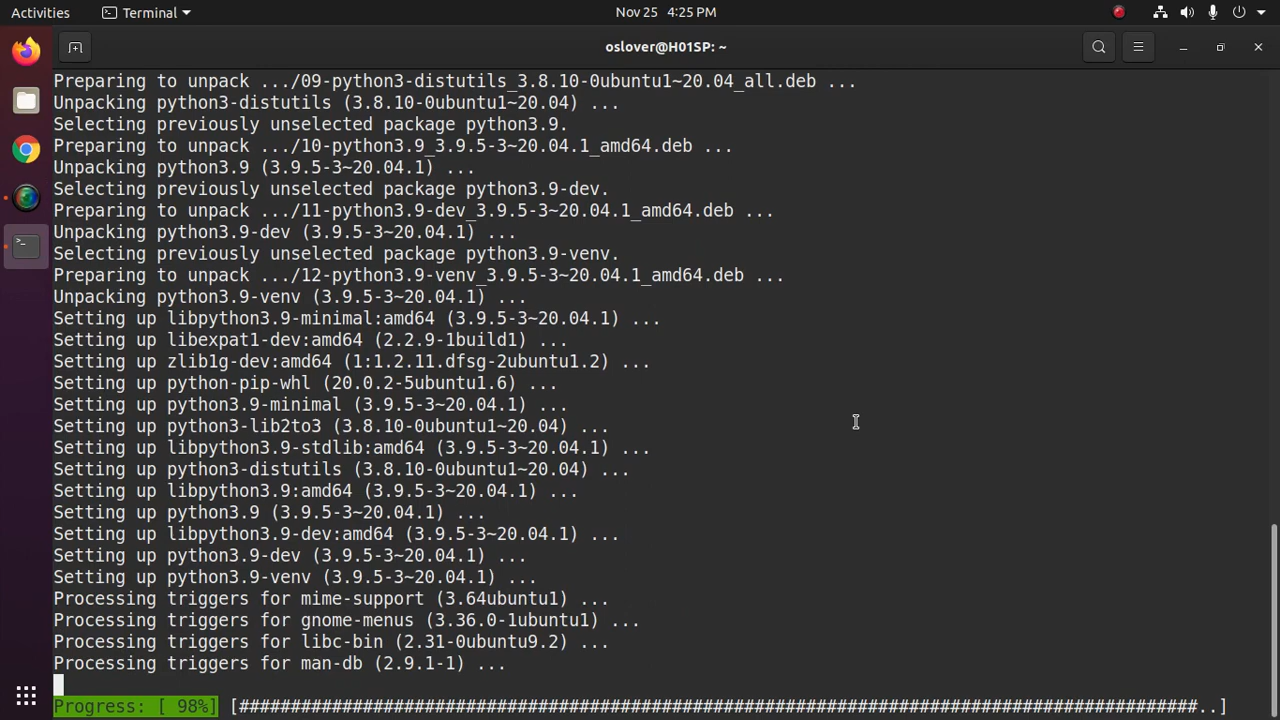 Activities
Terminal
Nov 25 4:25 PM
oslover@H01SP: ~
Preparing to unpack .../09-python3-distutils_3.8.10-0ubuntu1~20.04_all.deb ...
Unpacking python3-distutils (3.8.10-0ubuntu1~20.04) ...
Selecting previously unselected package python3.9.
Preparing to unpack .../10-python3.9_3.9.5-3~20.04.1_amd64.deb ...
Unpacking python3.9 (3.9.5-3~20.04.1) ...
Selecting previously unselected package python3.9-dev.
Preparing to unpack .../11-python3.9-dev_3.9.5-3~20.04.1_amd64.deb ...
Unpacking python3.9-dev (3.9.5-3~20.04.1) ...
Selecting previously unselected package python3.9-venv.
Preparing to unpack .../12-python3.9-venv_3.9.5-3~20.04.1_amd64.deb ...
Unpacking python3.9-venv (3.9.5-3~20.04.1) ...
Setting up libpython3.9-minimal:amd64 (3.9.5-3~20.04.1) ...
Setting up libexpat1-dev:amd64 (2.2.9-1build1) ...
Setting up zlib1g-dev:amd64 (1:1.2.11.dfsg-2ubuntu1.2) ...
Setting up python-pip-whl (20.0.2-5ubuntu1.6) ...
Setting up python3.9-minimal (3.9.5-3~20.04.1) ...
Setting up python3-lib2to3 (3.8.10-0ubuntu1~20.04) ...
Setting up libpython3.9-stdlib:amd64 (3.9.5-3~20.04.1) ...
Setting up python3-distutils (3.8.10-0ubuntu1~20.04) ...
Setting up libpython3.9:amd64 (3.9.5-3~20.04.1) ...
Setting up python3.9 (3.9.5-3~20.04.1) ...
Setting up libpython3.9-dev:amd64 (3.9.5-3~20.04.1) ...
Setting up python3.9-dev (3.9.5-3~20.04.1) ...
Setting up python3.9-venv (3.9.5-3~20.04.1) ...
Processing triggers for mime-support (3.64ubuntu1) ...
Processing triggers for gnome-menus (3.36.0-1ubuntu1) ...
Processing triggers for libc-bin (2.31-0ubuntu9.2) ...
Processing triggers for man-db (2.9.1-1) ...
Progress: [ 98%] [#############################################################################################..]